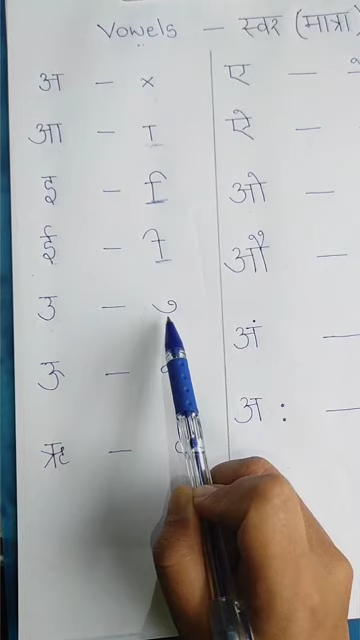 Vowels – स्वर (मात्रा)
अ – ×
आ – ा
इ – ि
ई – ी
उ – ु
ऊ –
ऋ –
ए –
ऐ –
ओ –
औ –
अं –
अः –